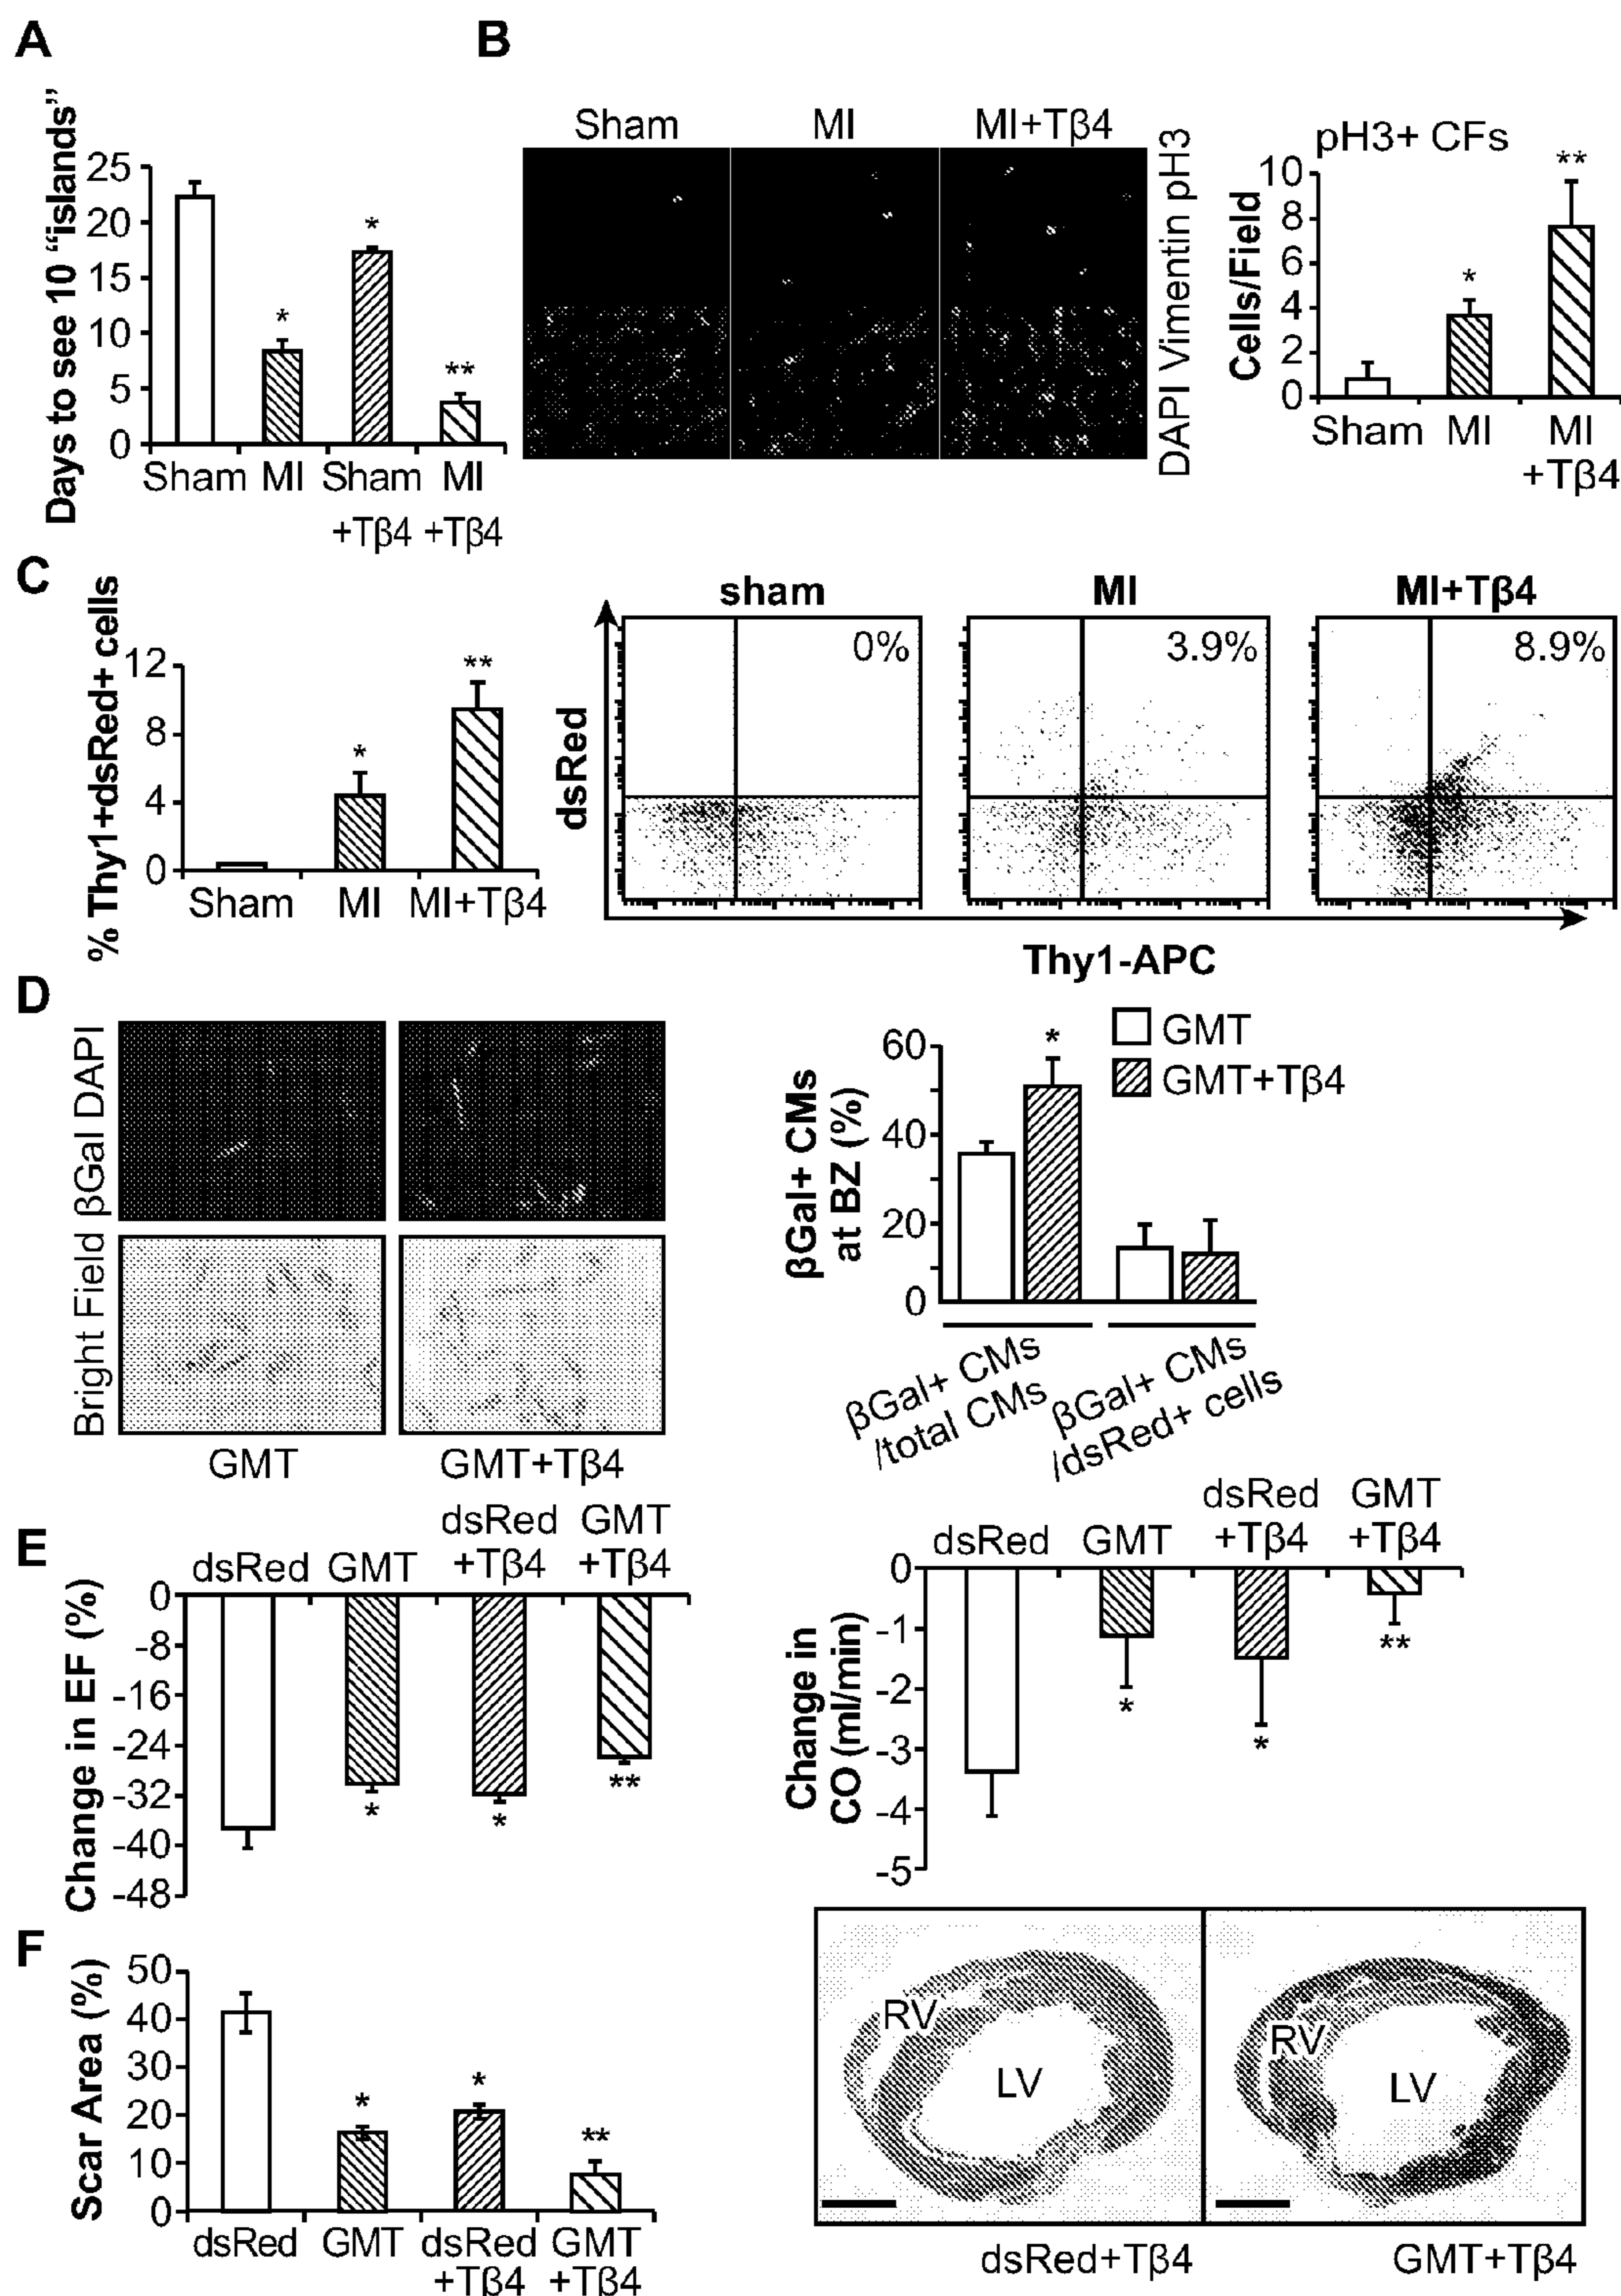 A
Days to see 10 “islands”
25
20
15
10
5
0
*
*
**
Sham MI Sham MI
+Tβ4 +Tβ4
B
Sham MI MI+Tβ4
DAPI Vimentin pH3
pH3+ CFs
Cells/Field
10
8
6
4
2
0
*
**
Sham MI MI
+Tβ4
C
% Thy1+dsRed+ cells
12
8
4
0
*
**
Sham MI MI+Tβ4
sham MI MI+Tβ4
0% 3.9% 8.9%
dsRed
Thy1-APC
D
βGal DAPI
Bright Field
GMT GMT+Tβ4
βGal+ CMs
at BZ (%)
60
40
20
0
*
GMT
GMT+Tβ4
βGal+ CMs
/total CMs
βGal+ CMs
/dsRed+ cells
E
dsRed GMT dsRed GMT
+Tβ4 +Tβ4
Change in EF (%)
0
-8
-16
-24
-32
-40
-48
*
*
**
dsRed GMT dsRed GMT
+Tβ4 +Tβ4
Change in
CO (ml/min)
0
-1
-2
-3
-4
-5
*
*
**
F
Scar Area (%)
50
40
30
20
10
0
*
*
**
dsRed GMT dsRed GMT
+Tβ4 +Tβ4
RV
LV
RV
LV
dsRed+Tβ4 GMT+Tβ4